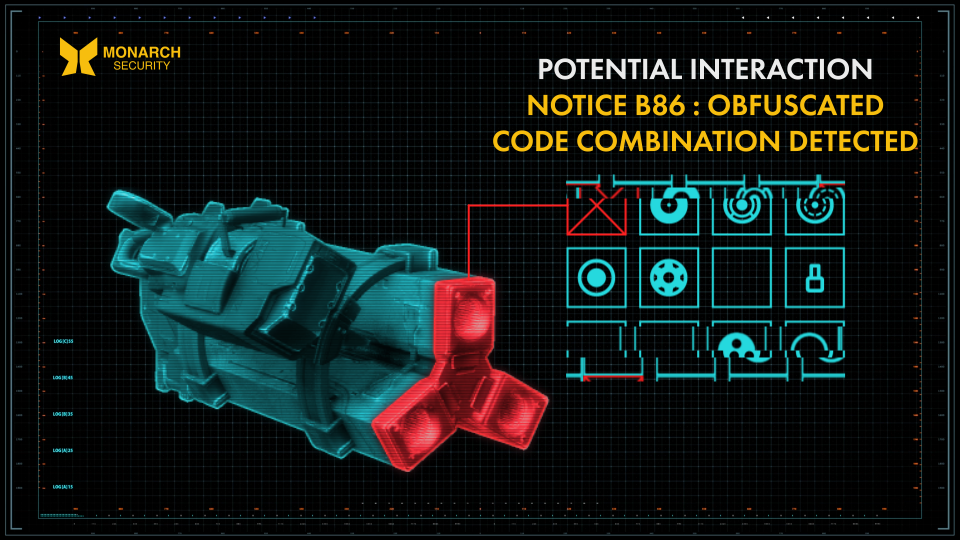 MONARCH
SECURITY
POTENTIAL INTERACTION
NOTICE B86 : OBFUSCATED
CODE COMBINATION DETECTED
LOG[C]55
LOG[B]45
LOG[B]35
LOG[A]25
LOG[A]15